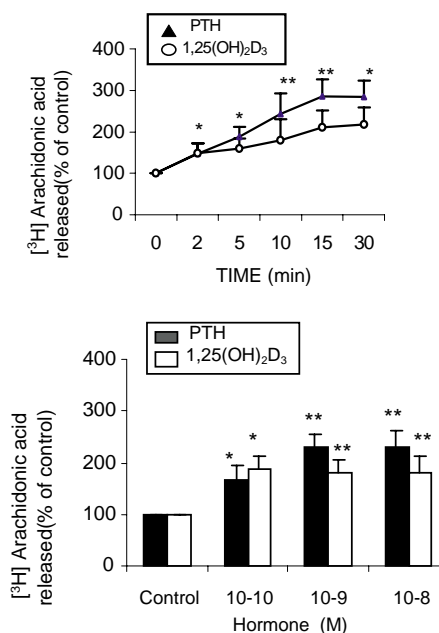 PTH
1,25(OH)₂D₃
400
300
200
100
0
[³H] Arachidonic acid
released(% of control)
* * ** ** *
0 2 5 10 15 30
TIME (min)
PTH
1,25(OH)₂D₃
400
300
200
100
0
[³H] Arachidonic acid
released(% of control)
* * ** ** ** **
Control 10-10 10-9 10-8
Hormone (M)